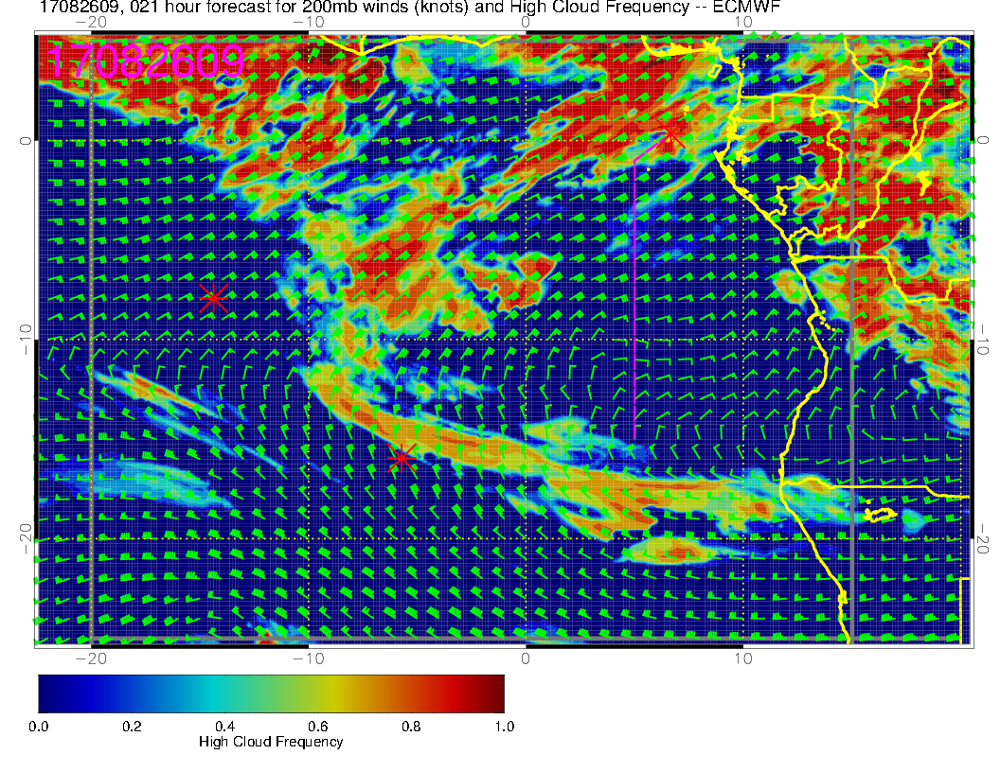 17082609, 021 hour forecast for 200mb winds (knots) and High Cloud Frequency -- ECMWF
−20 −10 0 10
17082609
0 0
−10 −10
−20 −20
−20 −10 0 10
0.0 0.2 0.4 0.6 0.8 1.0
High Cloud Frequency